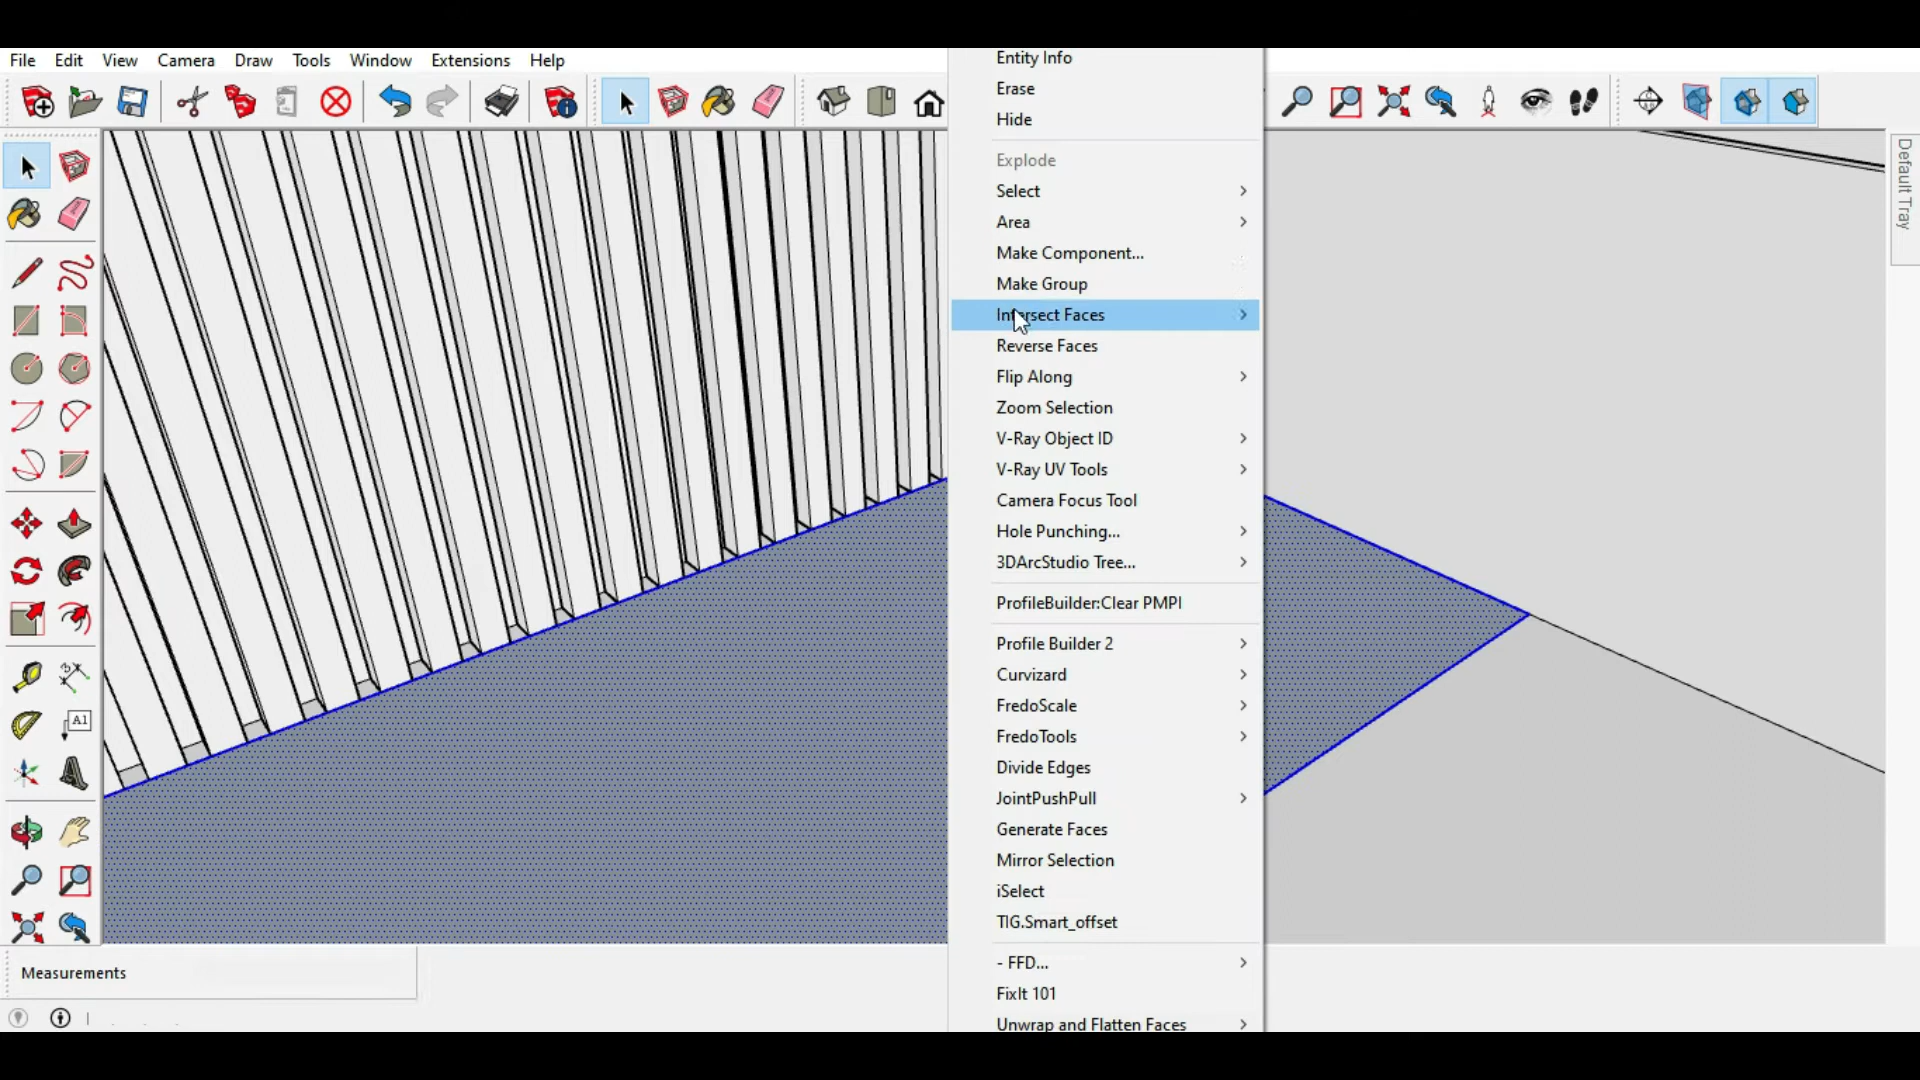 File Edit View Camera Draw Tools Window Extensions Help
Entity Info
Erase
Hide
Explode
Select
Area
Make Component...
Make Group
Intersect Faces
Reverse Faces
Flip Along
Zoom Selection
V-Ray Object ID
V-Ray UV Tools
Camera Focus Tool
Hole Punching...
3DArcStudio Tree...
ProfileBuilder:Clear PMPI
Profile Builder 2
Curvizard
FredoScale
FredoTools
Divide Edges
JointPushPull
Generate Faces
Mirror Selection
iSelect
TIG.Smart_offset
- FFD...
FixIt 101
Unwrap and Flatten Faces
Default Tray
A1
Measurements